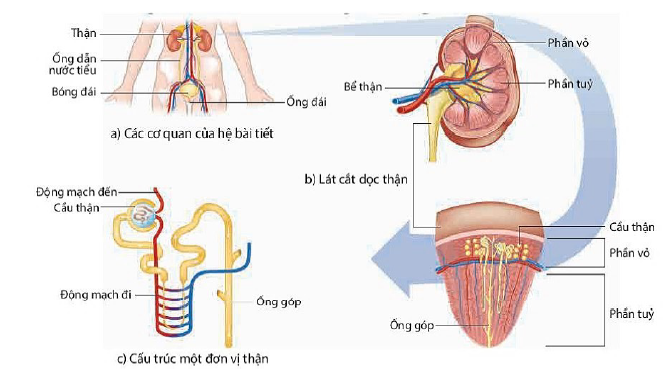 Thận
Ống dẫn
nước tiểu
Bóng đái
Ống đái
a) Các cơ quan của hệ bài tiết
Phần vỏ
Bể thận
Phần tuỷ
b) Lát cắt dọc thận
Động mạch đến
Cầu thận
Động mạch đi
Ống góp
c) Cấu trúc một đơn vị thận
Cầu thận
Phần vỏ
Ống góp
Phần tuỷ